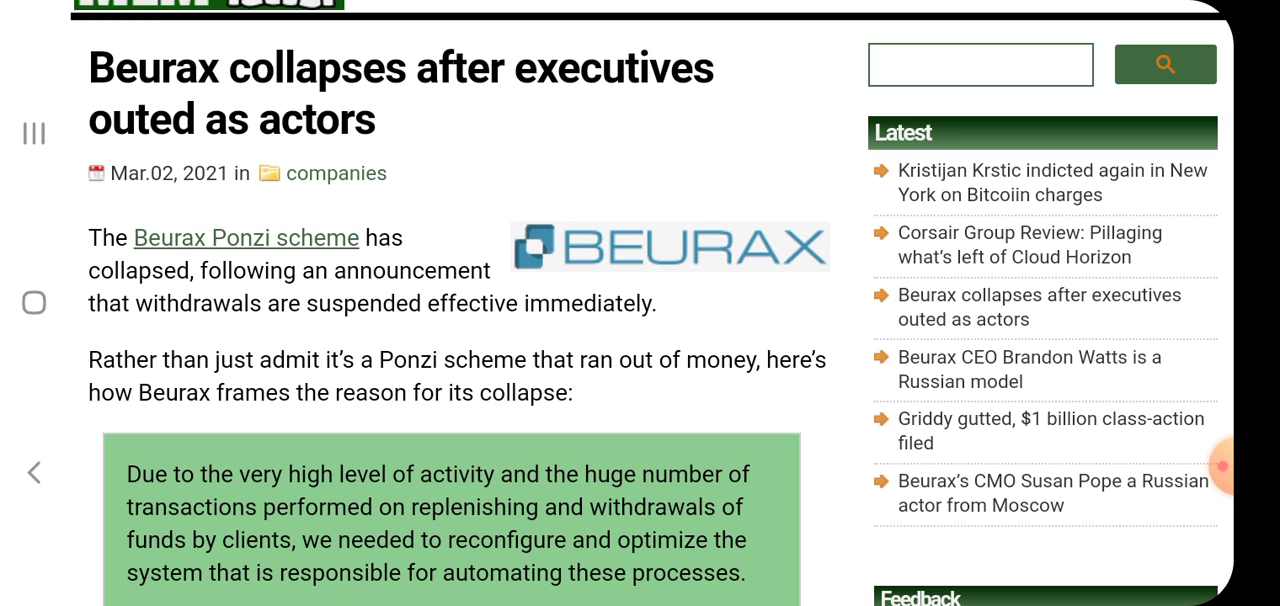 Beurax collapses after executives
outed as actors
Mar.02, 2021 in companies
The Beurax Ponzi scheme has
collapsed, following an announcement
that withdrawals are suspended effective immediately.
BEURAX
Rather than just admit it’s a Ponzi scheme that ran out of money, here’s
how Beurax frames the reason for its collapse:
Due to the very high level of activity and the huge number of
transactions performed on replenishing and withdrawals of
funds by clients, we needed to reconfigure and optimize the
system that is responsible for automating these processes.
Latest
Kristijan Krstic indicted again in New
York on Bitcoiin charges
Corsair Group Review: Pillaging
what’s left of Cloud Horizon
Beurax collapses after executives
outed as actors
Beurax CEO Brandon Watts is a
Russian model
Griddy gutted, $1 billion class-action
filed
Beurax’s CMO Susan Pope a Russian
actor from Moscow
Feedback